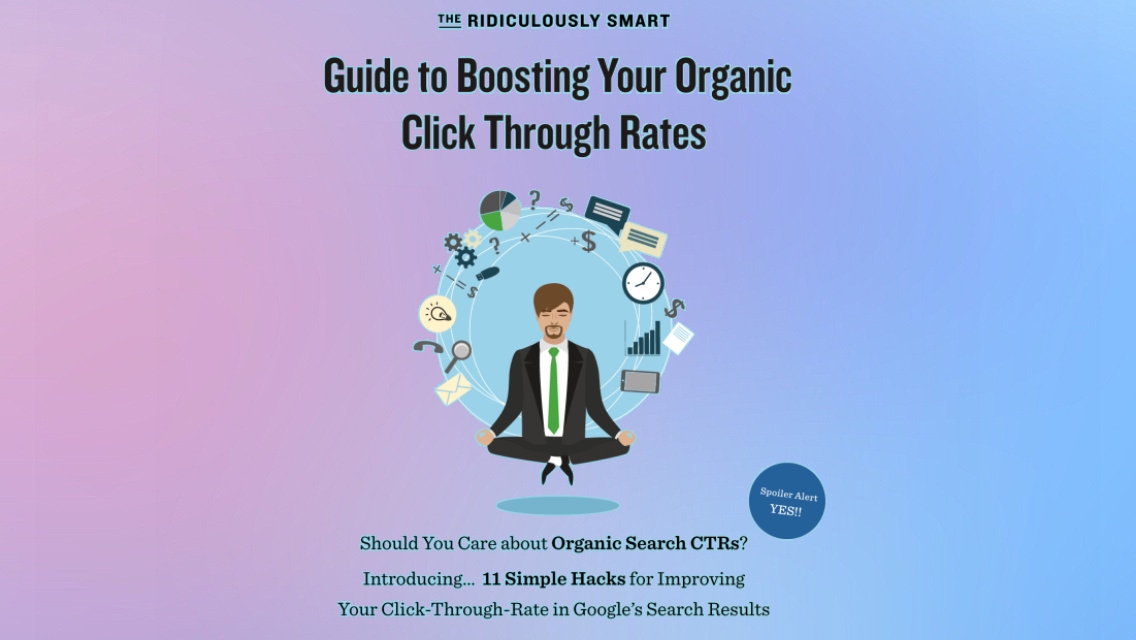 THE RIDICULOUSLY SMART
Guide to Boosting Your Organic
Click Through Rates
Spoiler Alert
YES!!
Should You Care about Organic Search CTRs?
Introducing... 11 Simple Hacks for Improving
Your Click-Through-Rate in Google's Search Results